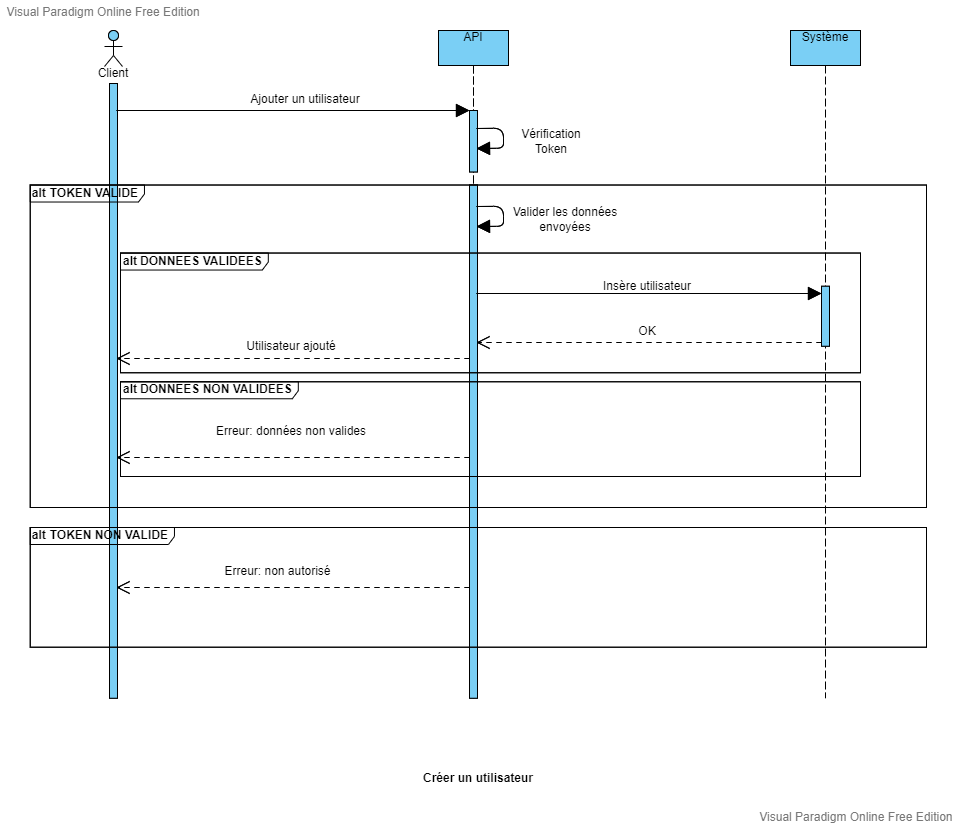 Visual Paradigm Online Free Edition
Client
API
Système
Ajouter un utilisateur
Vérification
Token
alt TOKEN VALIDE
Valider les données
envoyées
alt DONNEES VALIDEES
Insère utilisateur
OK
Utilisateur ajouté
alt DONNEES NON VALIDEES
Erreur: données non valides
alt TOKEN NON VALIDE
Erreur: non autorisé
Créer un utilisateur
Visual Paradigm Online Free Edition